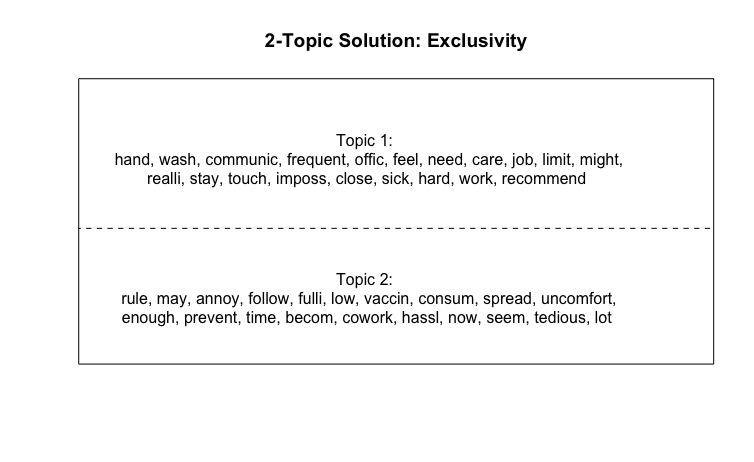 2-Topic Solution: Exclusivity
Topic 1:
hand, wash, communic, frequent, offic, feel, need, care, job, limit, might,
realli, stay, touch, imposs, close, sick, hard, work, recommend
Topic 2:
rule, may, annoy, follow, fulli, low, vaccin, consum, spread, uncomfort,
enough, prevent, time, becom, cowork, hassl, now, seem, tedious, lot